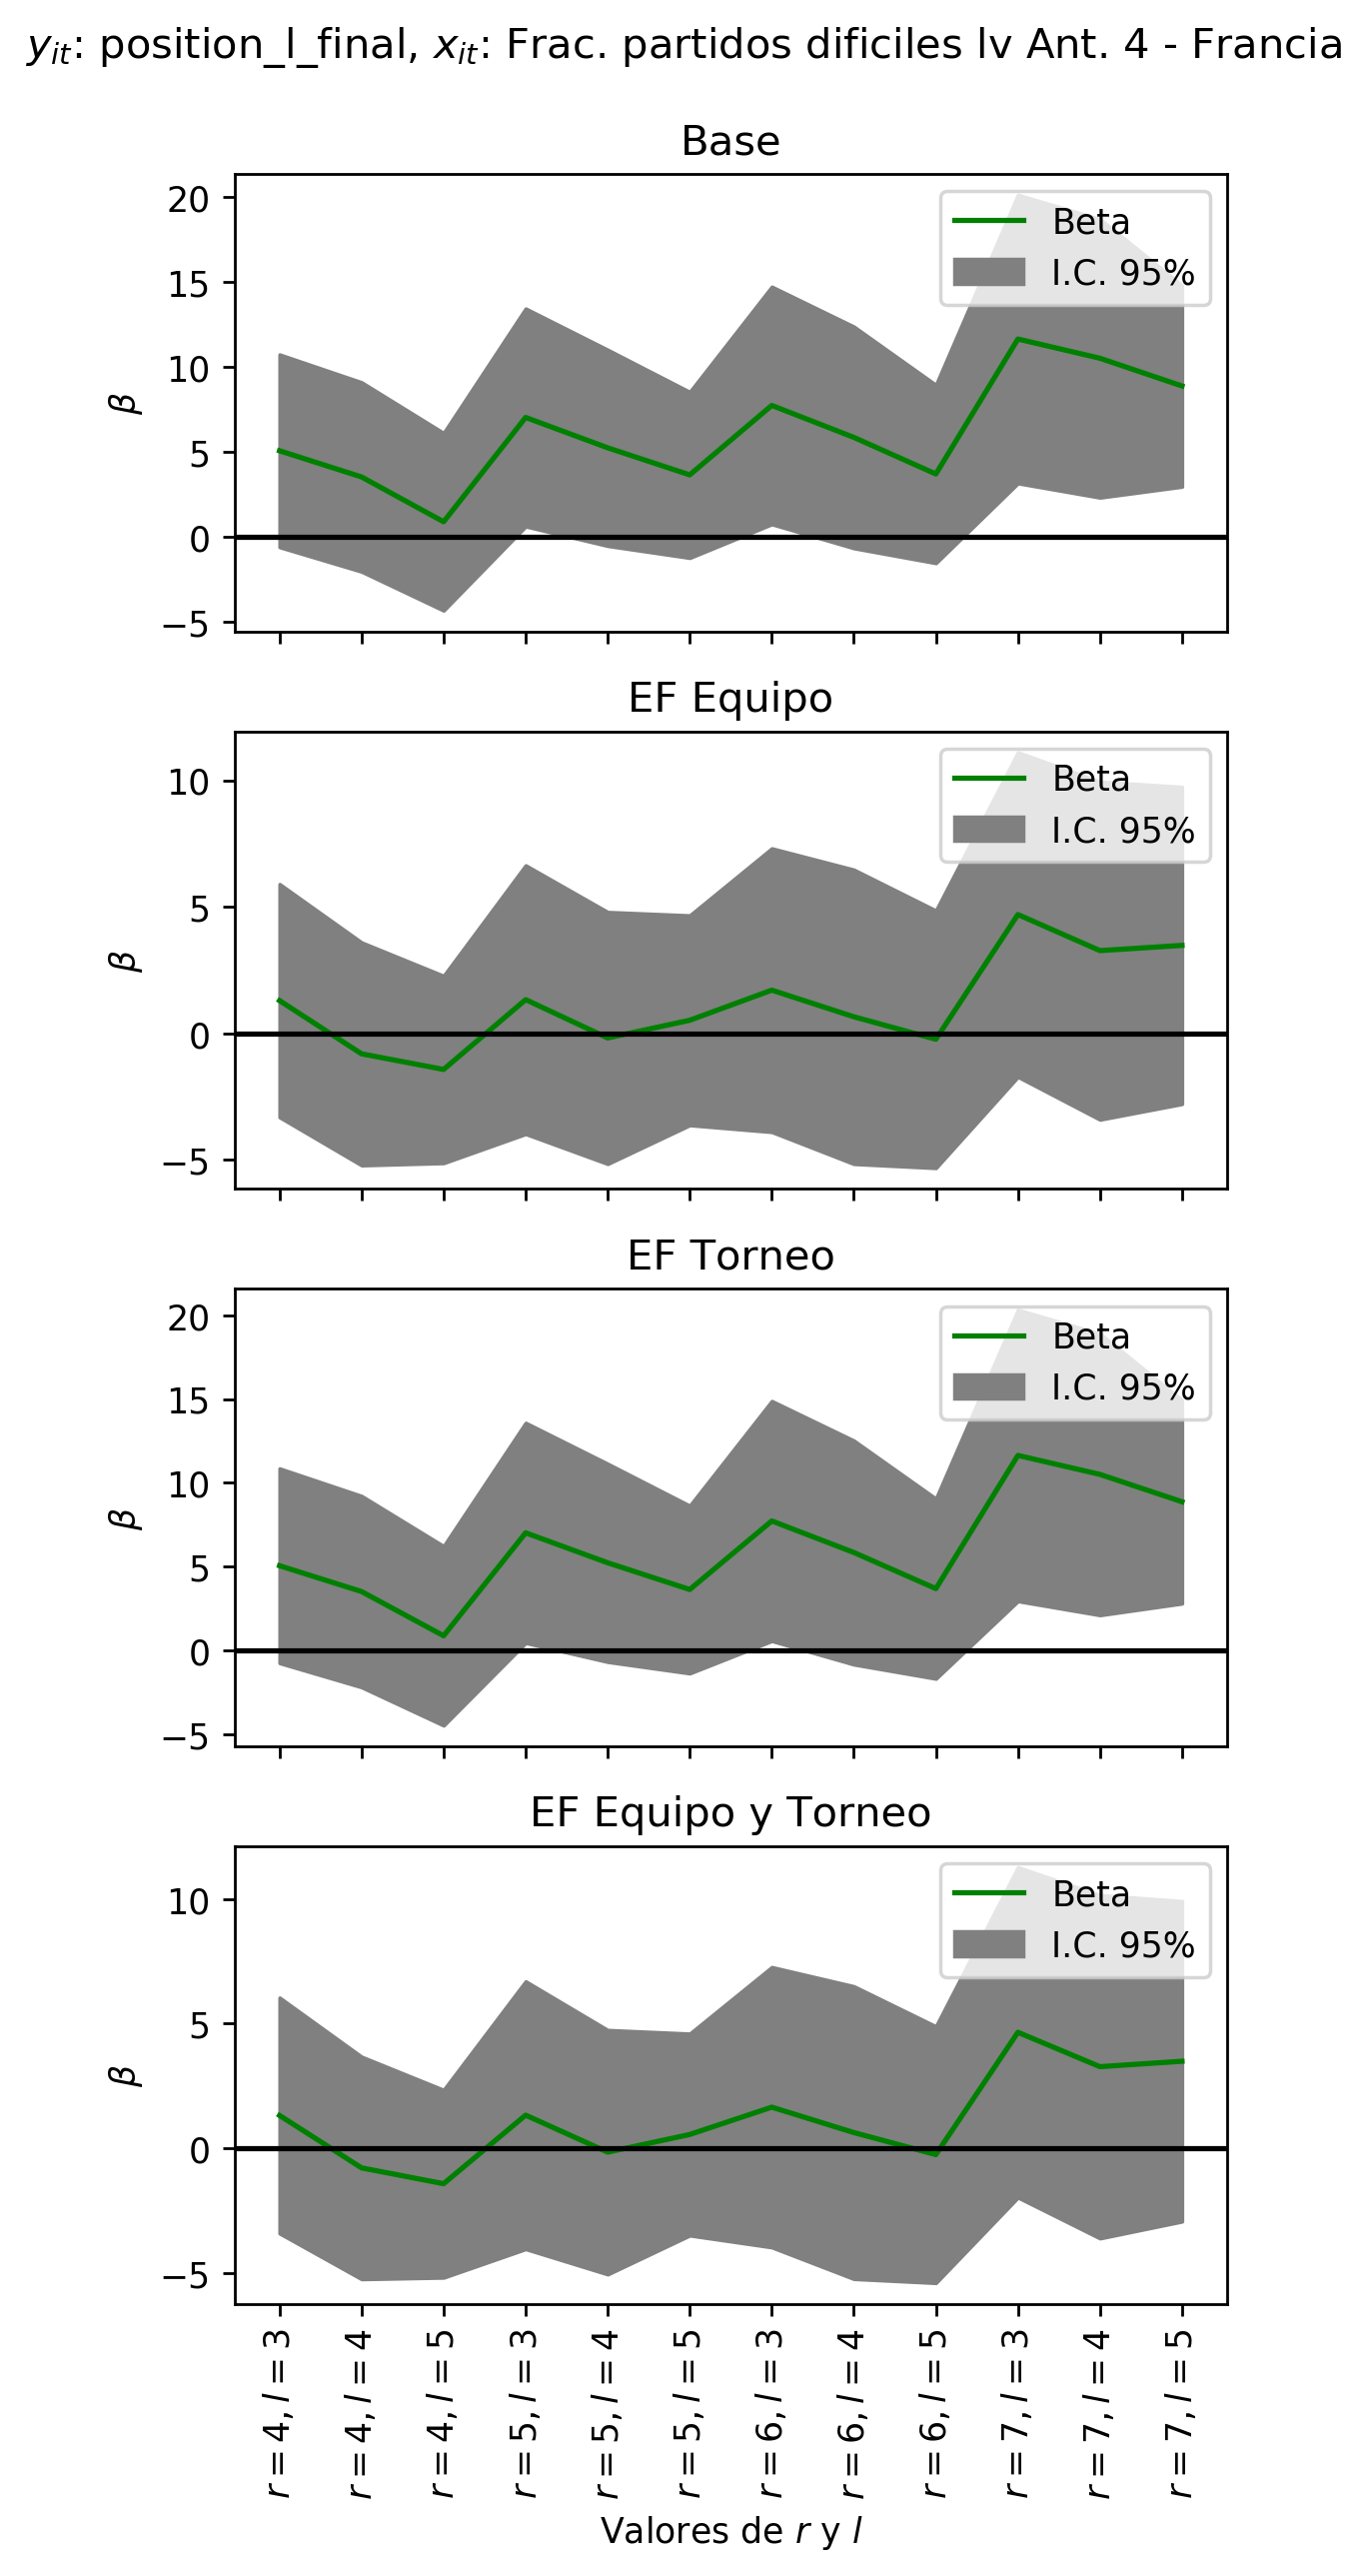 y_it: position_l_final, x_it: Frac. partidos dificiles lv Ant. 4 - Francia
Base
20
15
10
5
0
−5
β
Beta
I.C. 95%
EF Equipo
10
5
0
−5
β
Beta
I.C. 95%
EF Torneo
20
15
10
5
0
−5
β
Beta
I.C. 95%
EF Equipo y Torneo
10
5
0
−5
β
Beta
I.C. 95%
r = 4, l = 3
r = 4, l = 4
r = 4, l = 5
r = 5, l = 3
r = 5, l = 4
r = 5, l = 5
r = 6, l = 3
r = 6, l = 4
r = 6, l = 5
r = 7, l = 3
r = 7, l = 4
r = 7, l = 5
Valores de r y l